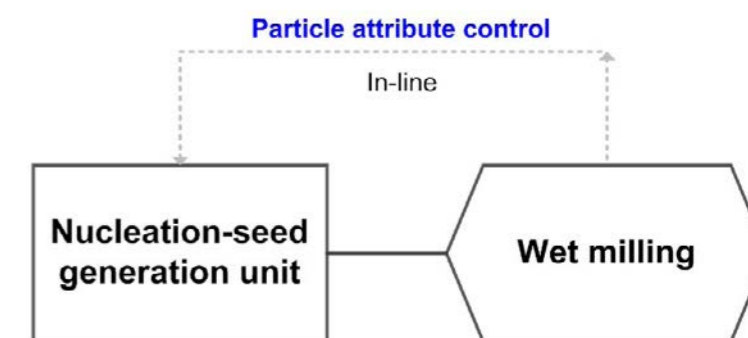 Particle attribute control
In-line
Nucleation-seed
generation unit
Wet milling